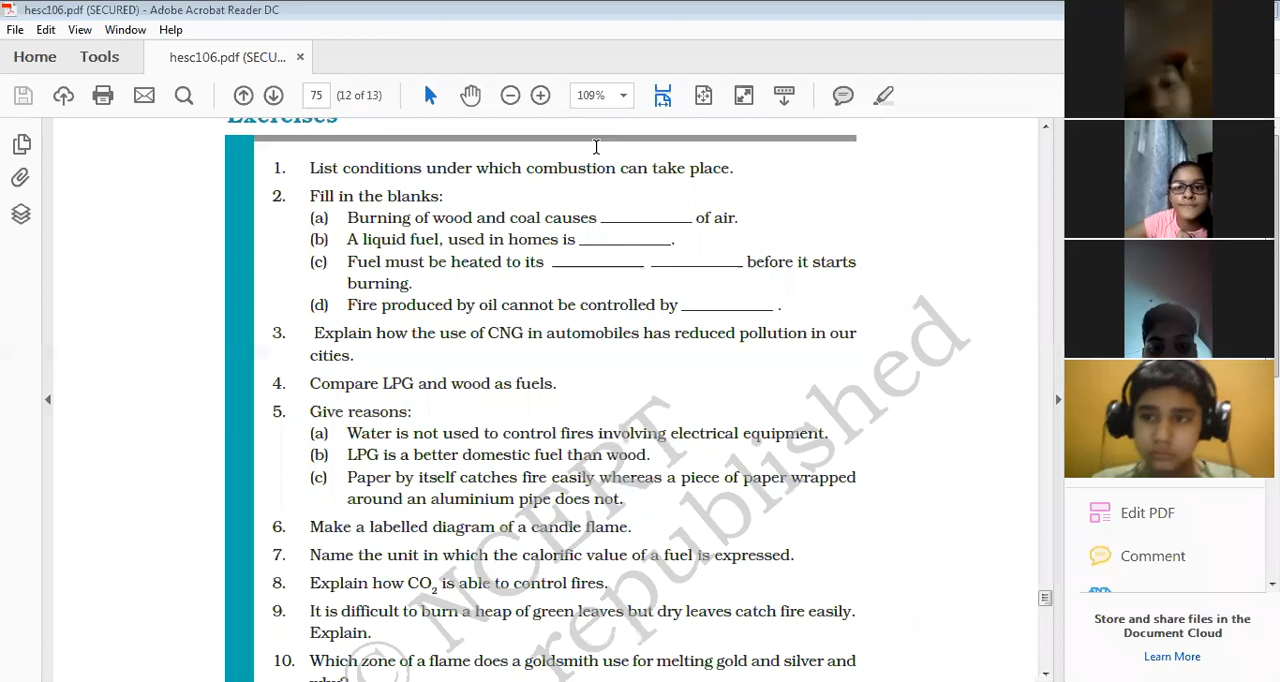 hesc106.pdf (SECURED) - Adobe Acrobat Reader DC
File Edit View Window Help
Home Tools hesc106.pdf (SECU... ×
75 (12 of 13) 109%
Exercises
1. List conditions under which combustion can take place.
2. Fill in the blanks:
(a) Burning of wood and coal causes ____________ of air.
(b) A liquid fuel, used in homes is ____________.
(c) Fuel must be heated to its ____________ ____________ before it starts
burning.
(d) Fire produced by oil cannot be controlled by ____________ .
3. Explain how the use of CNG in automobiles has reduced pollution in our
cities.
4. Compare LPG and wood as fuels.
5. Give reasons:
(a) Water is not used to control fires involving electrical equipment.
(b) LPG is a better domestic fuel than wood.
(c) Paper by itself catches fire easily whereas a piece of paper wrapped
around an aluminium pipe does not.
6. Make a labelled diagram of a candle flame.
7. Name the unit in which the calorific value of a fuel is expressed.
8. Explain how CO2 is able to control fires.
9. It is difficult to burn a heap of green leaves but dry leaves catch fire easily.
Explain.
10. Which zone of a flame does a goldsmith use for melting gold and silver and
why?
© NCERT
republished
Edit PDF
Comment
Store and share files in the
Document Cloud
Learn More